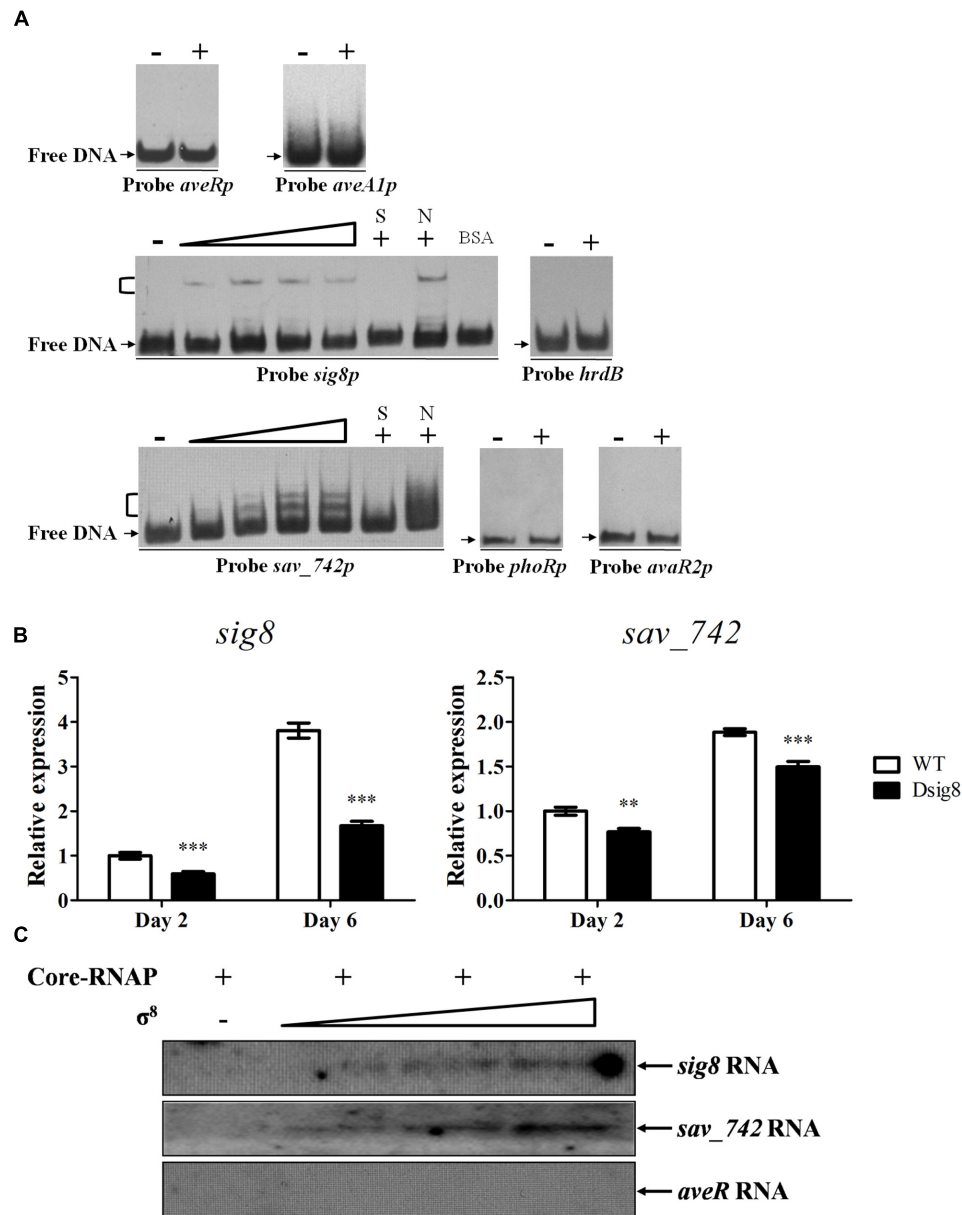 A
- + - +
Free DNA
Probe aveRp Probe aveA1p
S N
- + + BSA - +
Free DNA
Probe sig8p Probe hrdB
S N
- + + - + - +
Free DNA
Probe sav_742p Probe phoRp Probe avaR2p
B
sig8 sav_742
Relative expression
5
4
3
2
1
0
Day 2 Day 6
*** ***
Relative expression
2.5
2.0
1.5
1.0
0.5
0.0
Day 2 Day 6
** ***
WT
Dsig8
C
Core-RNAP + + + +
σ8 -
sig8 RNA
sav_742 RNA
aveR RNA